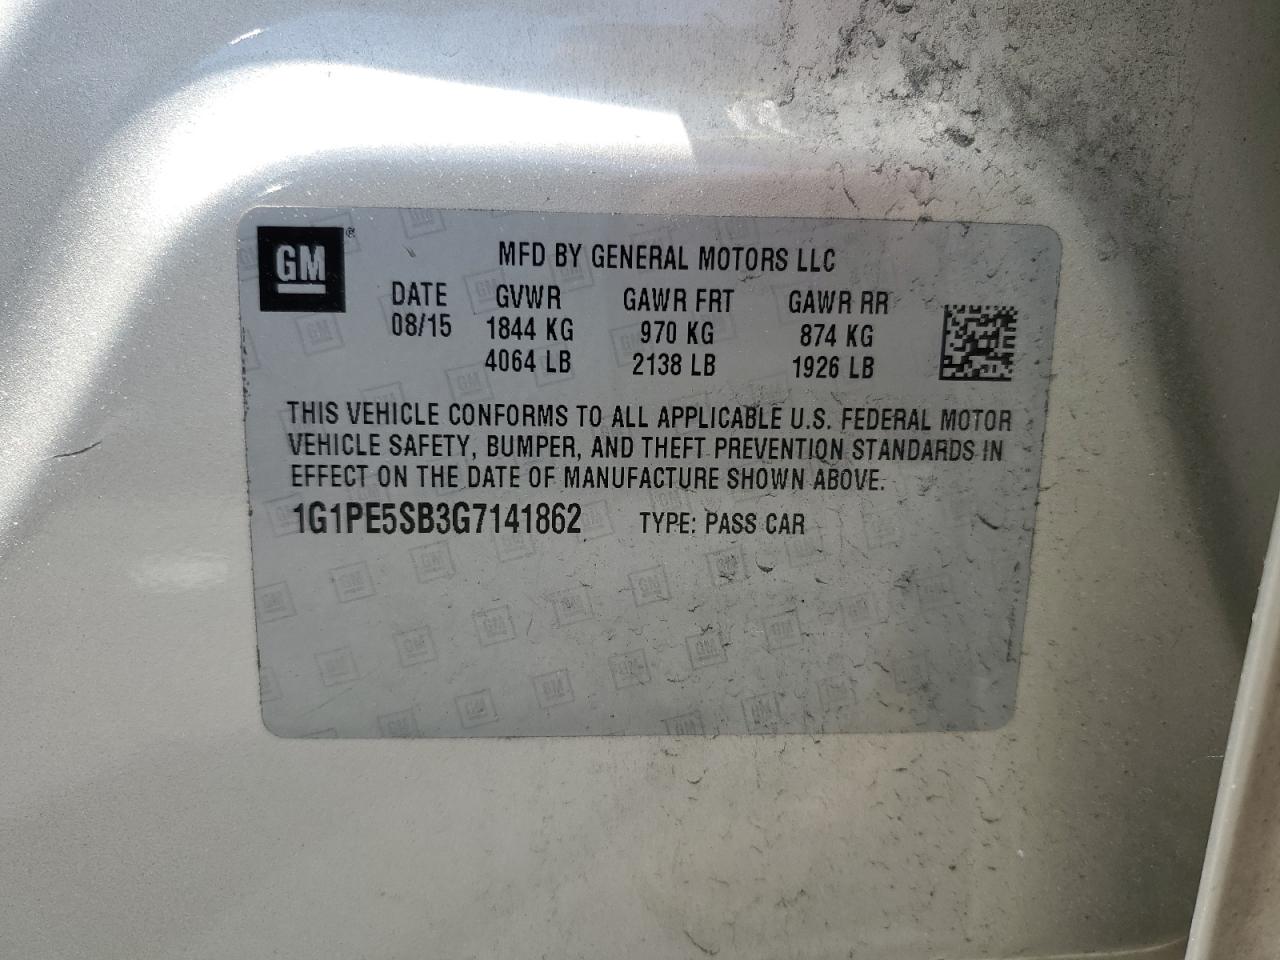 GM®
MFD BY GENERAL MOTORS LLC
DATE GVWR GAWR FRT GAWR RR
08/15 1844 KG 970 KG 874 KG
4064 LB 2138 LB 1926 LB
THIS VEHICLE CONFORMS TO ALL APPLICABLE U.S. FEDERAL MOTOR
VEHICLE SAFETY, BUMPER, AND THEFT PREVENTION STANDARDS IN
EFFECT ON THE DATE OF MANUFACTURE SHOWN ABOVE.
1G1PE5SB3G7141862 TYPE: PASS CAR